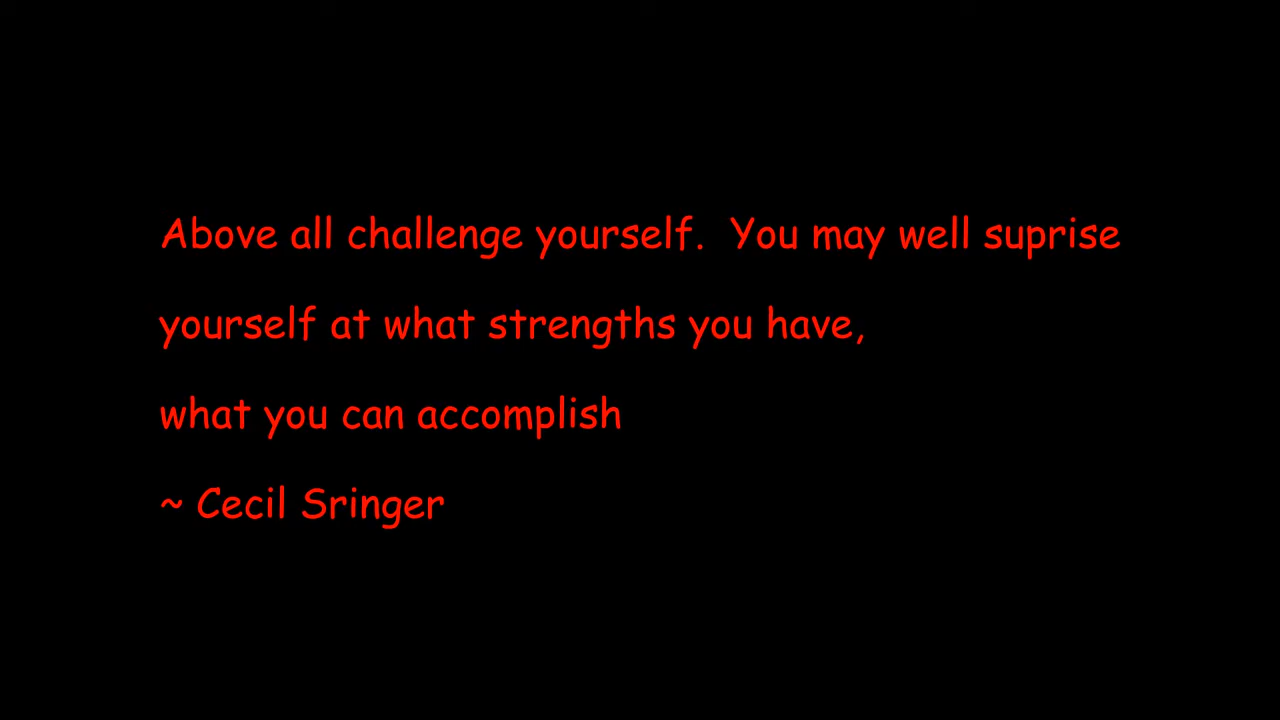 Above all challenge yourself.  You may well suprise
yourself at what strengths you have,
what you can accomplish
~ Cecil Sringer